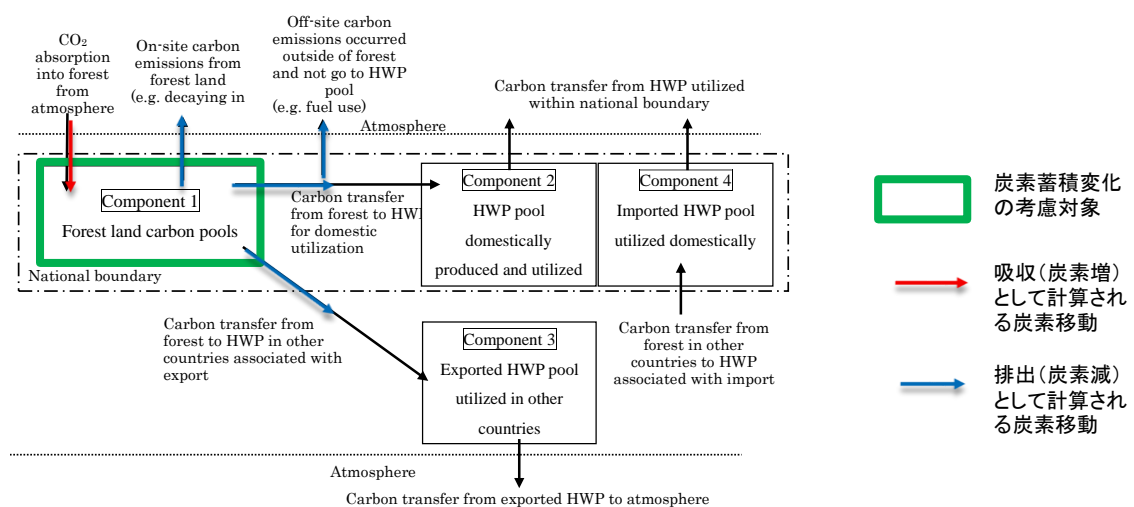 CO₂
absorption
into forest
from
atmosphere
On-site carbon
emissions from
forest land
(e.g. decaying in
Off-site carbon
emissions occurred
outside of forest
and not go to HWP
pool
(e.g. fuel use)
Carbon transfer from HWP utilized
within national boundary
Atmosphere
Component 1
Forest land carbon pools
National boundary
Carbon transfer
from forest to HW
for domestic
utilization
Component 2
HWP pool
domestically
produced and utilized
Component 4
Imported HWP pool
utilized domestically
Carbon transfer from
forest to HWP in other
countries associated with
export
Component 3
Exported HWP pool
utilized in other
countries
Carbon transfer from
forest in other
countries to HWP
associated with import
Atmosphere
Carbon transfer from exported HWP to atmosphere
炭素蓄積変化
の考慮対象
吸収(炭素増)
として計算され
る炭素移動
排出(炭素減)
として計算され
る炭素移動